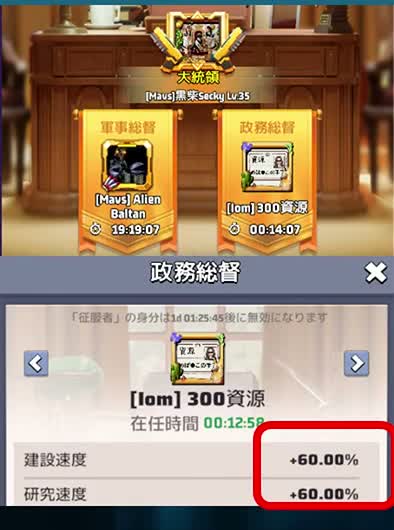 大統領
[Mavs]黒柴Secky Lv.35
軍事総督
政務総督
資源
[Mavs] Alien
Baltan
[lom] 300資源
19:19:07
00:14:07
政務総督
「征服者」の身分は1d 01:25:45後に無効になります
資源
[lom] 300資源
在任時間 00:12:58
建設速度 +60.00%
研究速度 +60.00%